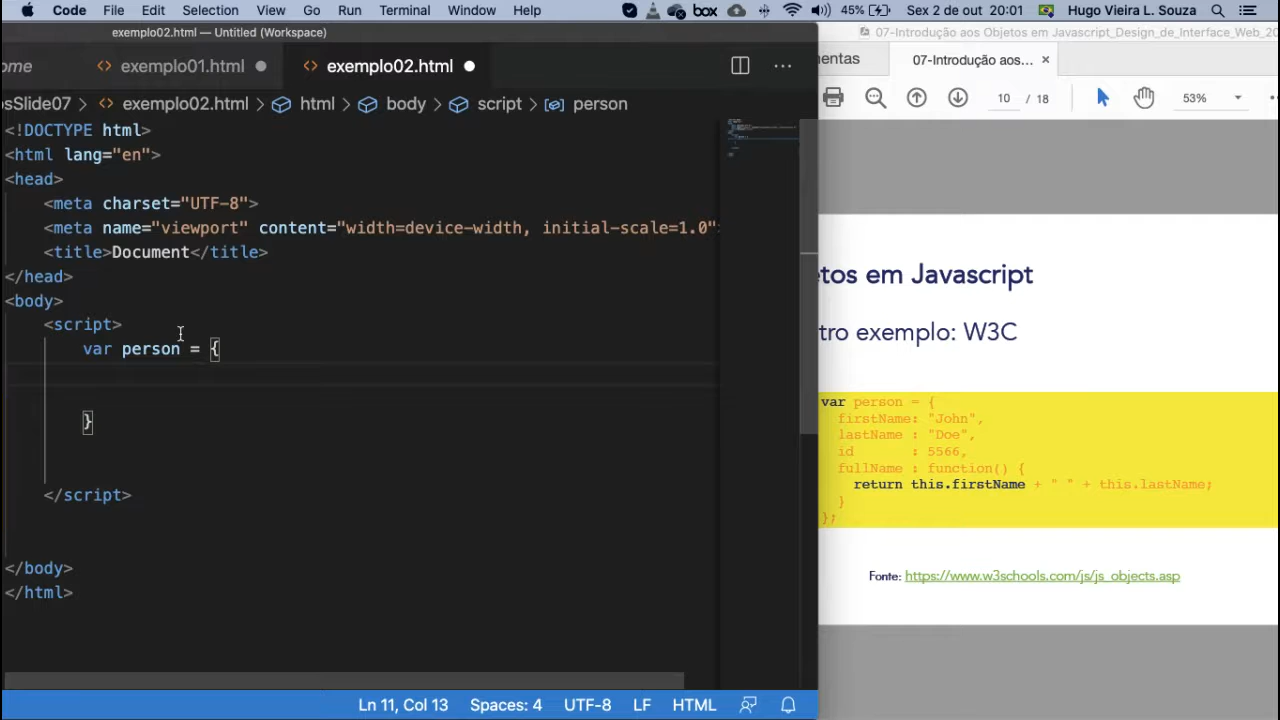 Code File Edit Selection View Go Run Terminal Window Help box 45% Sex 2 de out 20:01 Hugo Vieira L. Souza
exemplo02.html — Untitled (Workspace)
07-Introdução aos Objetos em Javascript_Design_de_Interface_Web_20
ome <> exemplo01.html ● <> exemplo02.html ● ...
nentas 07-Introdução aos... ×
osSlide07 > <> exemplo02.html > html > body > script > person
10 / 18 53%
<!DOCTYPE html>
<html lang="en">
<head>
<meta charset="UTF-8">
<meta name="viewport" content="width=device-width, initial-scale=1.0">
<title>Document</title>
</head>
<body>
<script>
var person = {
}
</script>
</body>
</html>
Ln 11, Col 13 Spaces: 4 UTF-8 LF HTML
etos em Javascript
tro exemplo: W3C
var person = {
firstName: "John",
lastName : "Doe",
id : 5566,
fullName : function() {
return this.firstName + " " + this.lastName;
}
};
Fonte: https://www.w3schools.com/js/js_objects.asp